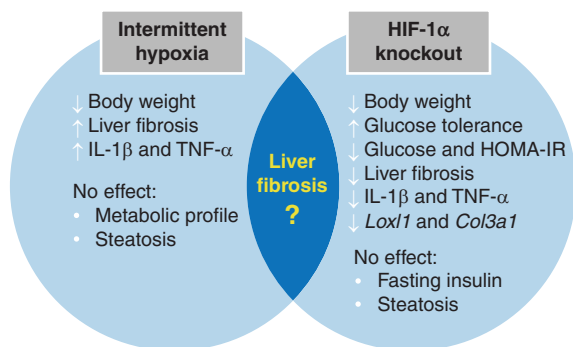 Intermittent
hypoxia
↓ Body weight
↑ Liver fibrosis
↑ IL-1β and TNF-α
No effect:
• Metabolic profile
• Steatosis
Liver
fibrosis
?
HIF-1α
knockout
↓ Body weight
↑ Glucose tolerance
↓ Glucose and HOMA-IR
↓ Liver fibrosis
↓ IL-1β and TNF-α
↓ Loxl1 and Col3a1
No effect:
• Fasting insulin
• Steatosis